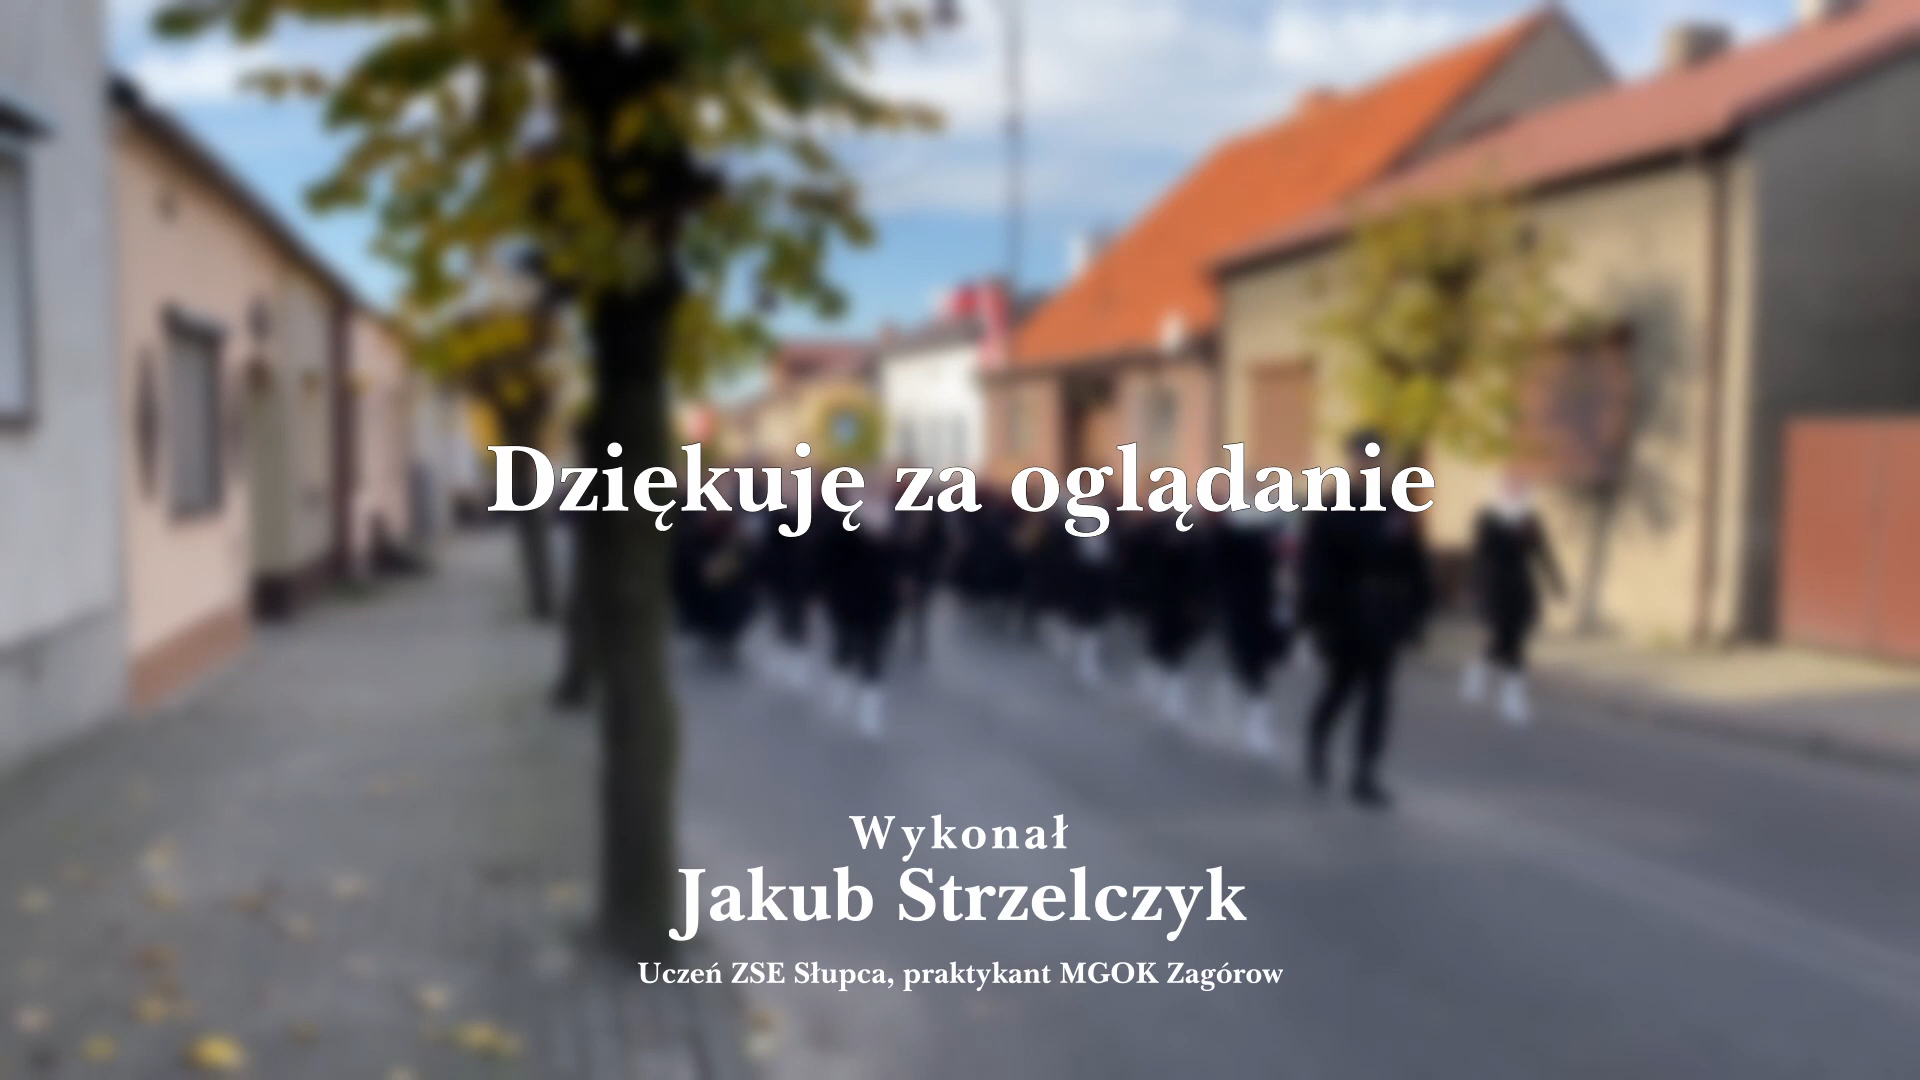 Dziękuję za oglądanie
Wykonał
Jakub Strzelczyk
Uczeń ZSE Słupca, praktykant MGOK Zagórow